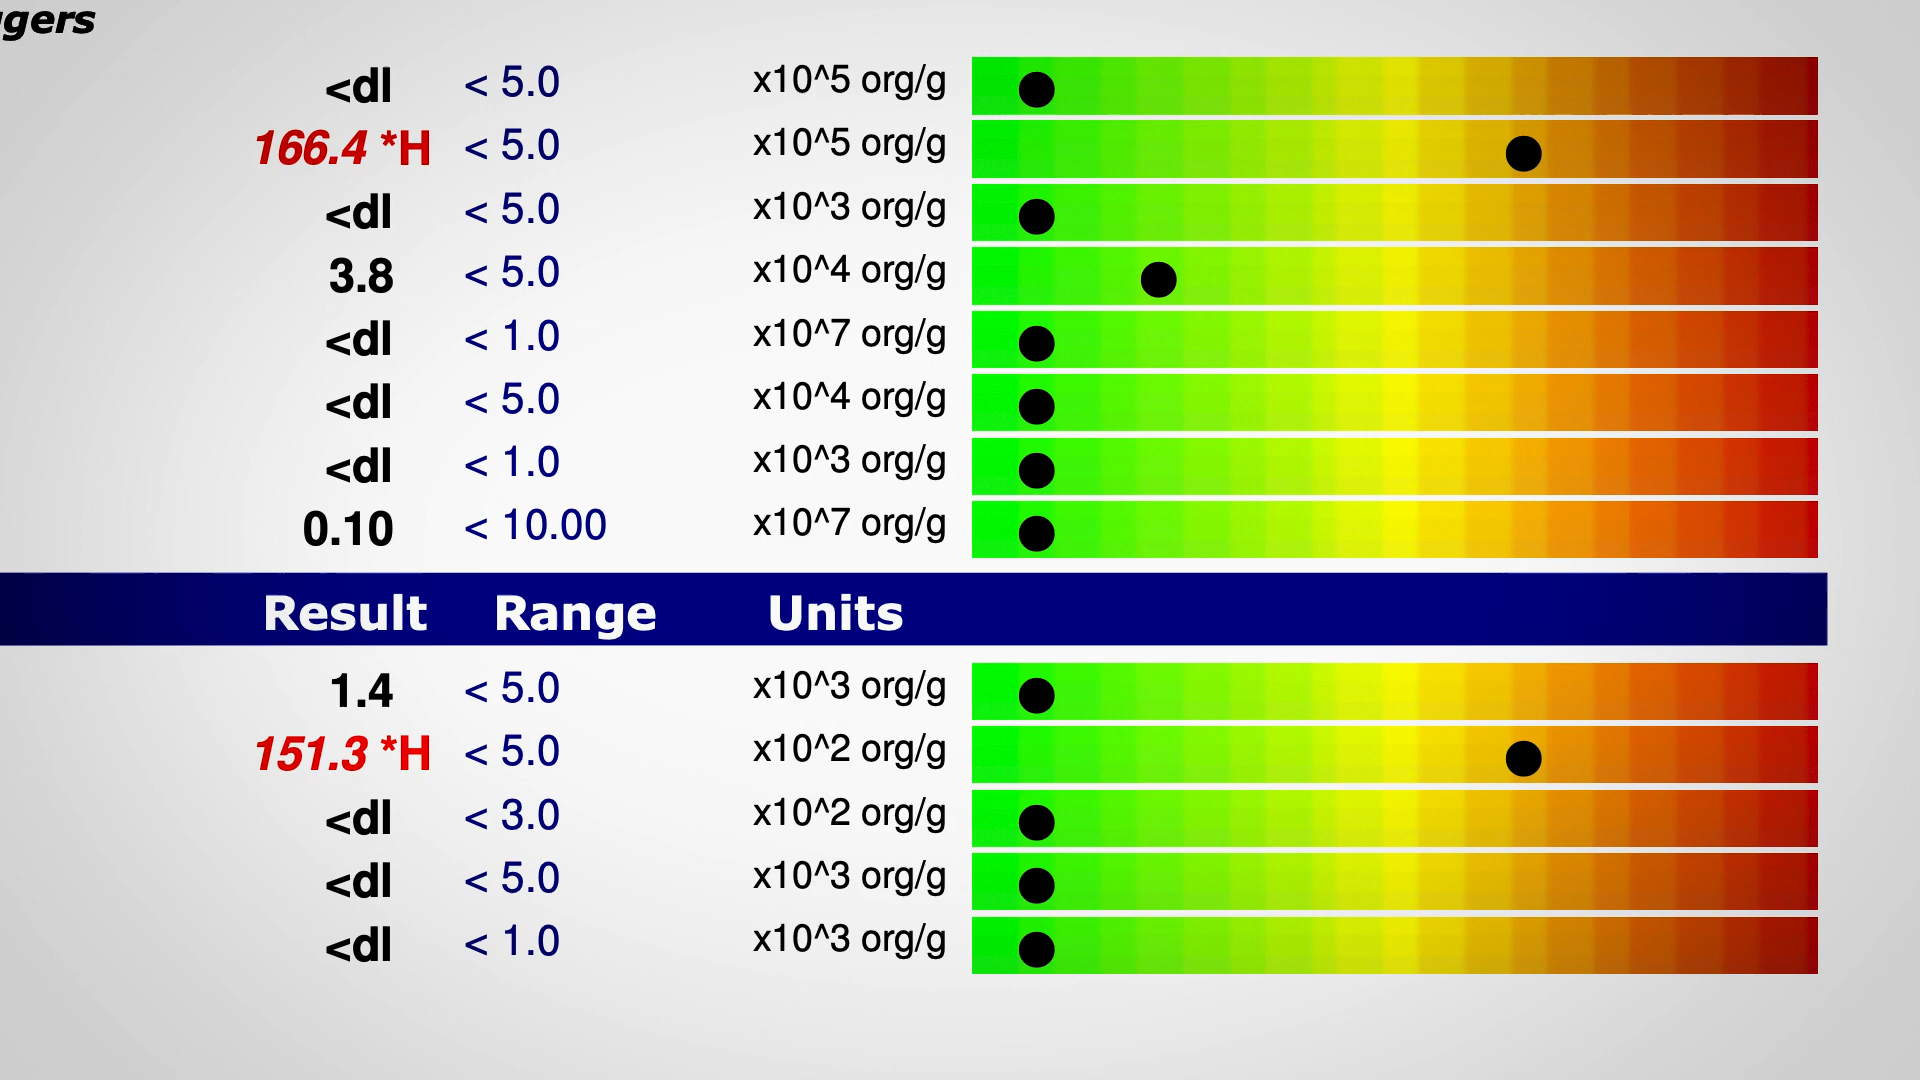 <dl < 5.0 x10^5 org/g
166.4 *H < 5.0 x10^5 org/g
<dl < 5.0 x10^3 org/g
3.8 < 5.0 x10^4 org/g
<dl < 1.0 x10^7 org/g
<dl < 5.0 x10^4 org/g
<dl < 1.0 x10^3 org/g
0.10 < 10.00 x10^7 org/g
Result Range Units
1.4 < 5.0 x10^3 org/g
151.3 *H < 5.0 x10^2 org/g
<dl < 3.0 x10^2 org/g
<dl < 5.0 x10^3 org/g
<dl < 1.0 x10^3 org/g